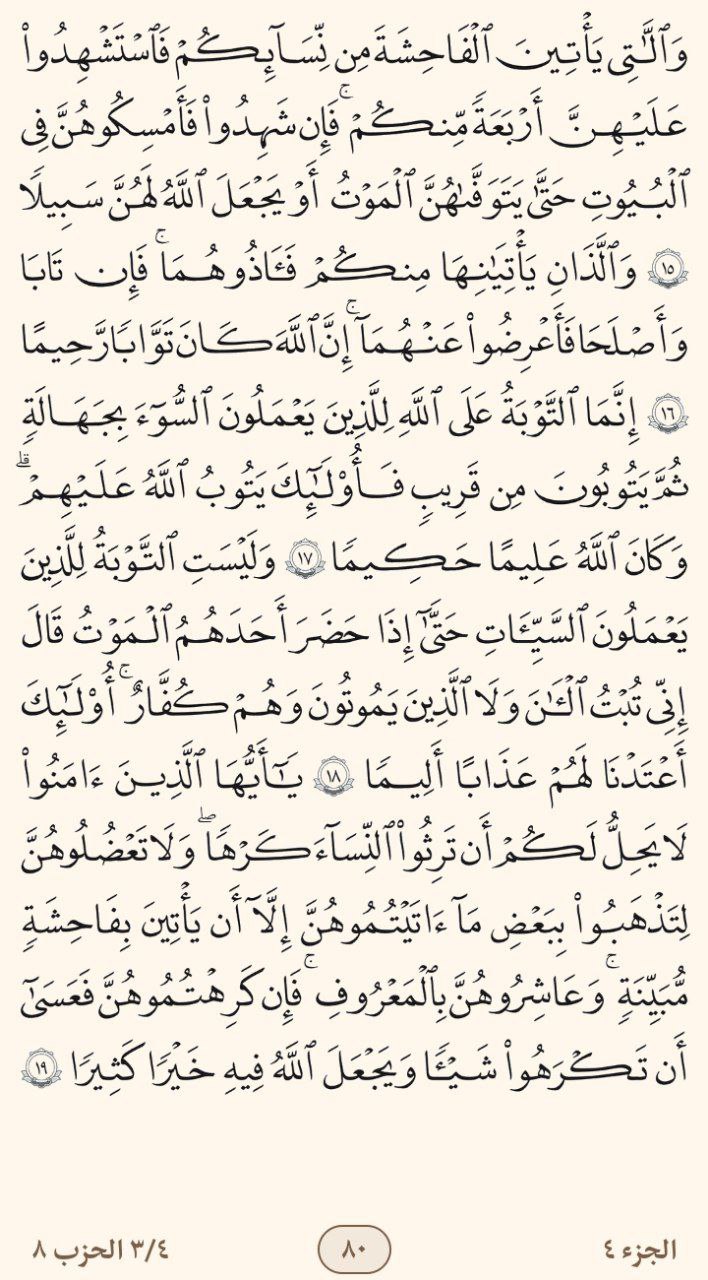 وَٱلَّٰتِى يَأْتِينَ ٱلْفَاحِشَةَ مِن نِّسَآئِكُمْ فَٱسْتَشْهِدُوا۟
عَلَيْهِنَّ أَرْبَعَةً مِّنكُمْ ۖ فَإِن شَهِدُوا۟ فَأَمْسِكُوهُنَّ فِى
ٱلْبُيُوتِ حَتَّىٰ يَتَوَفَّىٰهُنَّ ٱلْمَوْتُ أَوْ يَجْعَلَ ٱللَّهُ لَهُنَّ سَبِيلًا
١٥ وَٱلَّذَانِ يَأْتِيَٰنِهَا مِنكُمْ فَـَٔاذُوهُمَا ۖ فَإِن تَابَا
وَأَصْلَحَا فَأَعْرِضُوا۟ عَنْهُمَآ ۚ إِنَّ ٱللَّهَ كَانَ تَوَّابًا رَّحِيمًا
١٦ إِنَّمَا ٱلتَّوْبَةُ عَلَى ٱللَّهِ لِلَّذِينَ يَعْمَلُونَ ٱلسُّوٓءَ بِجَهَٰلَةٍ
ثُمَّ يَتُوبُونَ مِن قَرِيبٍ فَأُو۟لَٰٓئِكَ يَتُوبُ ٱللَّهُ عَلَيْهِمْ ۗ
وَكَانَ ٱللَّهُ عَلِيمًا حَكِيمًا ١٧ وَلَيْسَتِ ٱلتَّوْبَةُ لِلَّذِينَ
يَعْمَلُونَ ٱلسَّيِّـَٔاتِ حَتَّىٰٓ إِذَا حَضَرَ أَحَدَهُمُ ٱلْمَوْتُ قَالَ
إِنِّى تُبْتُ ٱلْـَٰٔنَ وَلَا ٱلَّذِينَ يَمُوتُونَ وَهُمْ كُفَّارٌ ۚ أُو۟لَٰٓئِكَ
أَعْتَدْنَا لَهُمْ عَذَابًا أَلِيمًا ١٨ يَٰٓأَيُّهَا ٱلَّذِينَ ءَامَنُوا۟
لَا يَحِلُّ لَكُمْ أَن تَرِثُوا۟ ٱلنِّسَآءَ كَرْهًا ۖ وَلَا تَعْضُلُوهُنَّ
لِتَذْهَبُوا۟ بِبَعْضِ مَآ ءَاتَيْتُمُوهُنَّ إِلَّآ أَن يَأْتِينَ بِفَٰحِشَةٍ
مُّبَيِّنَةٍ ۚ وَعَاشِرُوهُنَّ بِٱلْمَعْرُوفِ ۚ فَإِن كَرِهْتُمُوهُنَّ فَعَسَىٰٓ
أَن تَكْرَهُوا۟ شَيْـًٔا وَيَجْعَلَ ٱللَّهُ فِيهِ خَيْرًا كَثِيرًا ١٩
الجزء ٤ ٨٠ ٣/٤ الحزب ٨